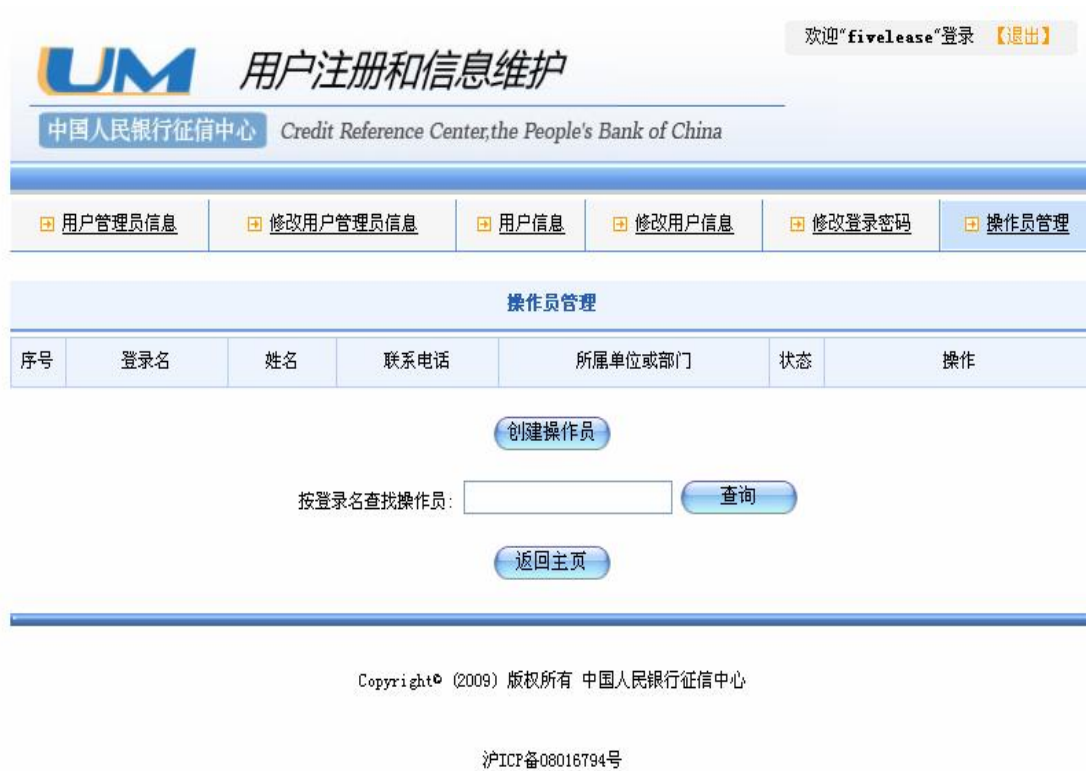 欢迎“fivelease”登录 【退出】
UM 用户注册和信息维护
中国人民银行征信中心 Credit Reference Center,the People's Bank of China
用户管理员信息 修改用户管理员信息 用户信息 修改用户信息 修改登录密码 操作员管理
操作员管理
序号 登录名 姓名 联系电话 所属单位或部门 状态 操作
创建操作员
按登录名查找操作员: 查询
返回主页
Copyright© (2009) 版权所有 中国人民银行征信中心
沪ICP备08016794号